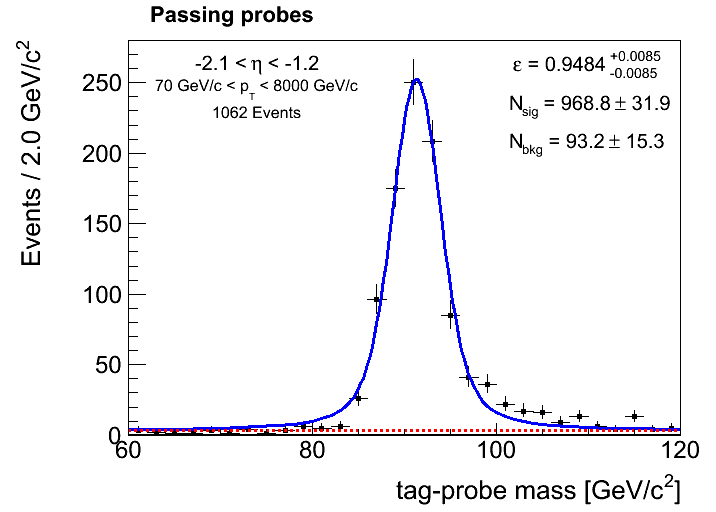 Passing probes
-2.1 < η < -1.2
70 GeV/c < p_T < 8000 GeV/c
1062 Events
ε = 0.9484 +0.0085 -0.0085
N_sig = 968.8 ± 31.9
N_bkg = 93.2 ± 15.3
Events / 2.0 GeV/c²
250
200
150
100
50
0
60 80 100 120
tag-probe mass [GeV/c²]